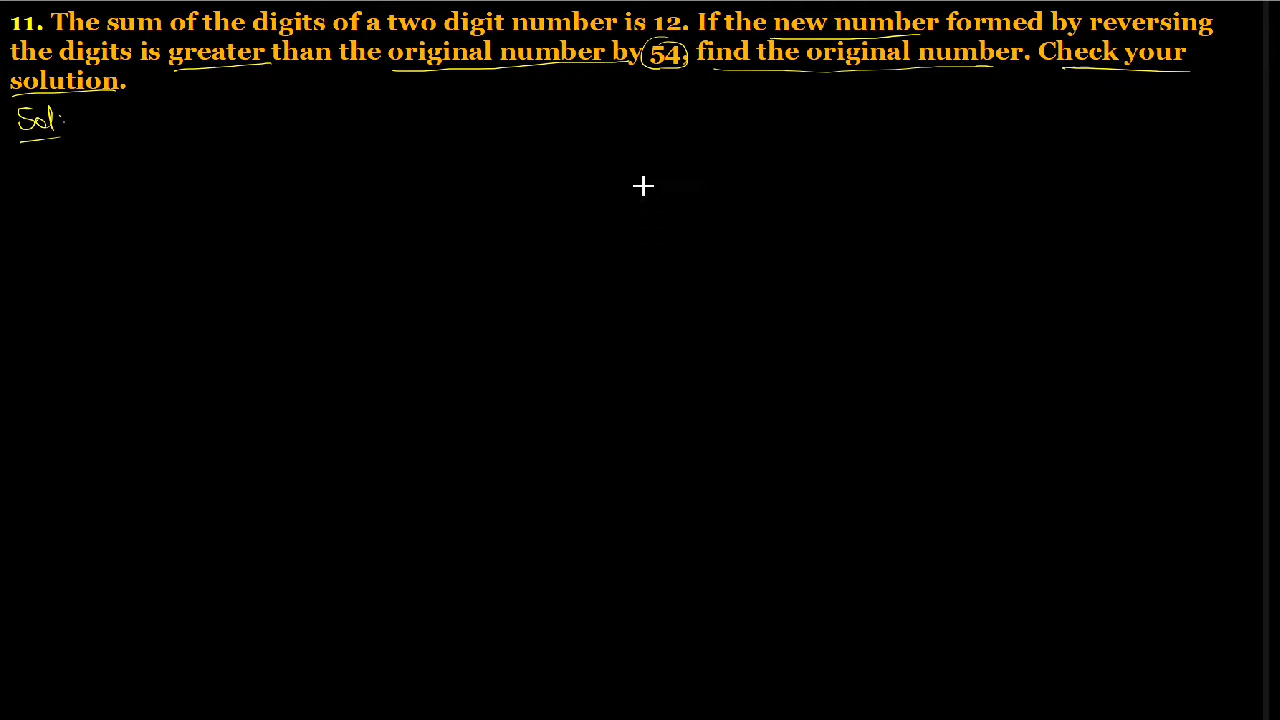 11. The sum of the digits of a two digit number is 12. If the new number formed by reversing
the digits is greater than the original number by 54, find the original number. Check your
solution.
Sol: